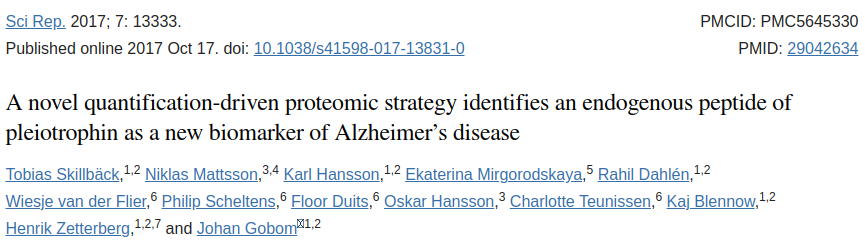 Sci Rep. 2017; 7: 13333. PMCID: PMC5645330
Published online 2017 Oct 17. doi: 10.1038/s41598-017-13831-0 PMID: 29042634
A novel quantification-driven proteomic strategy identifies an endogenous peptide of
pleiotrophin as a new biomarker of Alzheimer’s disease
Tobias Skillbäck,1,2 Niklas Mattsson,3,4 Karl Hansson,1,2 Ekaterina Mirgorodskaya,5 Rahil Dahlén,1,2
Wiesje van der Flier,6 Philip Scheltens,6 Floor Duits,6 Oskar Hansson,3 Charlotte Teunissen,6 Kaj Blennow,1,2
Henrik Zetterberg,1,2,7 and Johan Gobom1,2